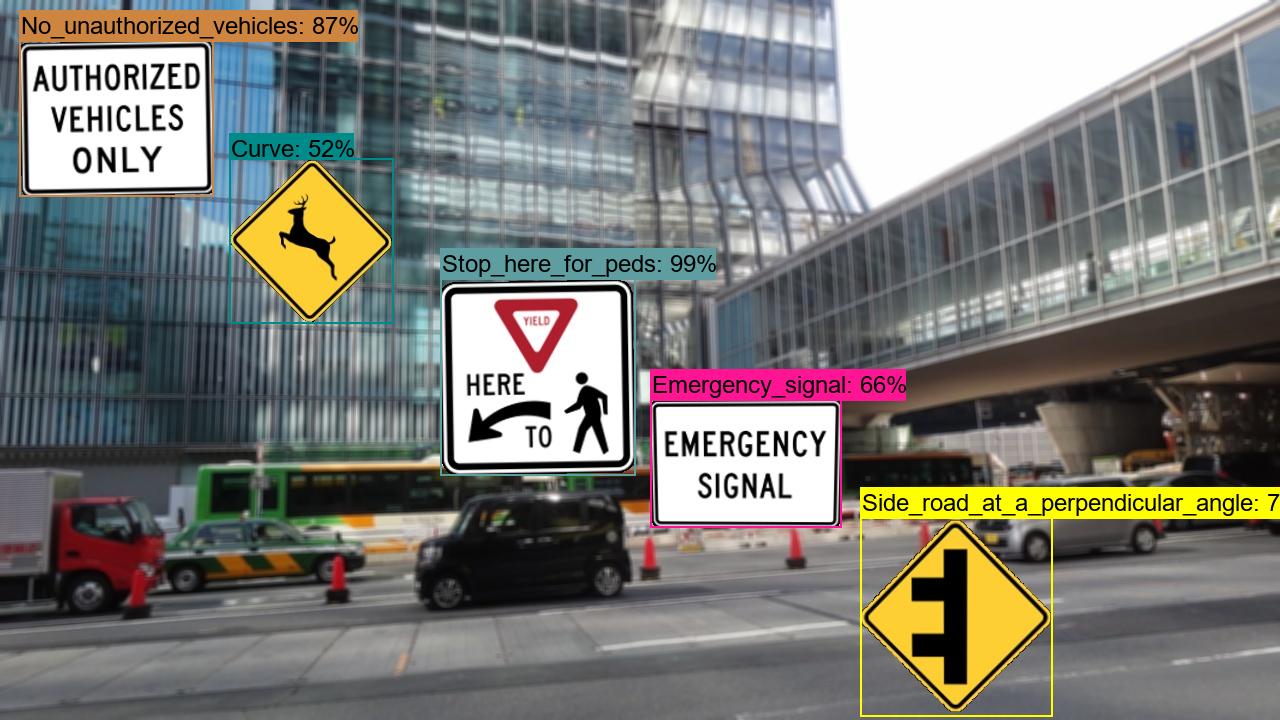 No_unauthorized_vehicles: 87%
AUTHORIZED
VEHICLES
ONLY
Curve: 52%
Stop_here_for_peds: 99%
YIELD
HERE
TO
Emergency_signal: 66%
EMERGENCY
SIGNAL
Side_road_at_a_perpendicular_angle: 7